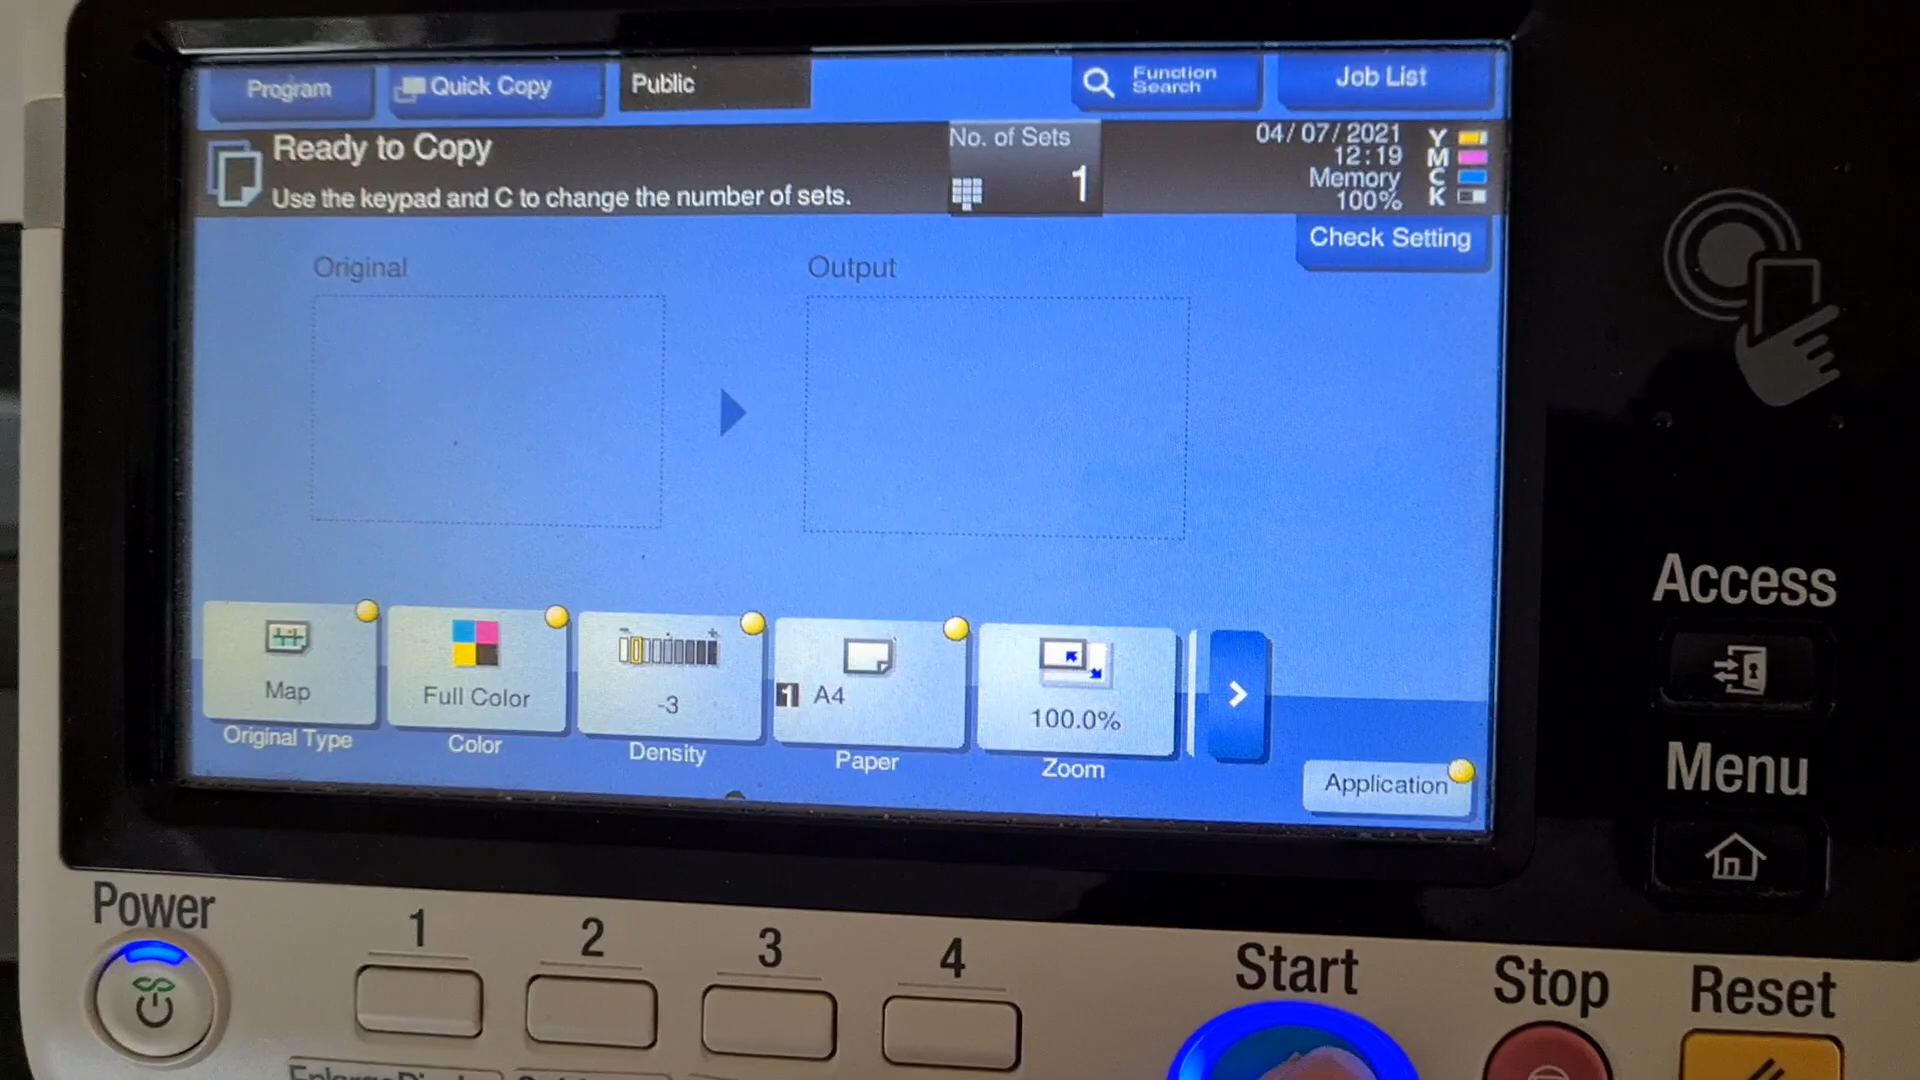 Program
Quick Copy
Public
Function
Search
Job List
Ready to Copy
Use the keypad and C to change the number of sets.
No. of Sets
1
04/07/2021
12:19
Memory
100%
Y
M
C
K
Check Setting
Original
Output
Map
Original Type
Full Color
Color
- +
-3
Density
1 A4
Paper
100.0%
Zoom
Application
Access
Menu
Power
1
2
3
4
Start
Stop
Reset